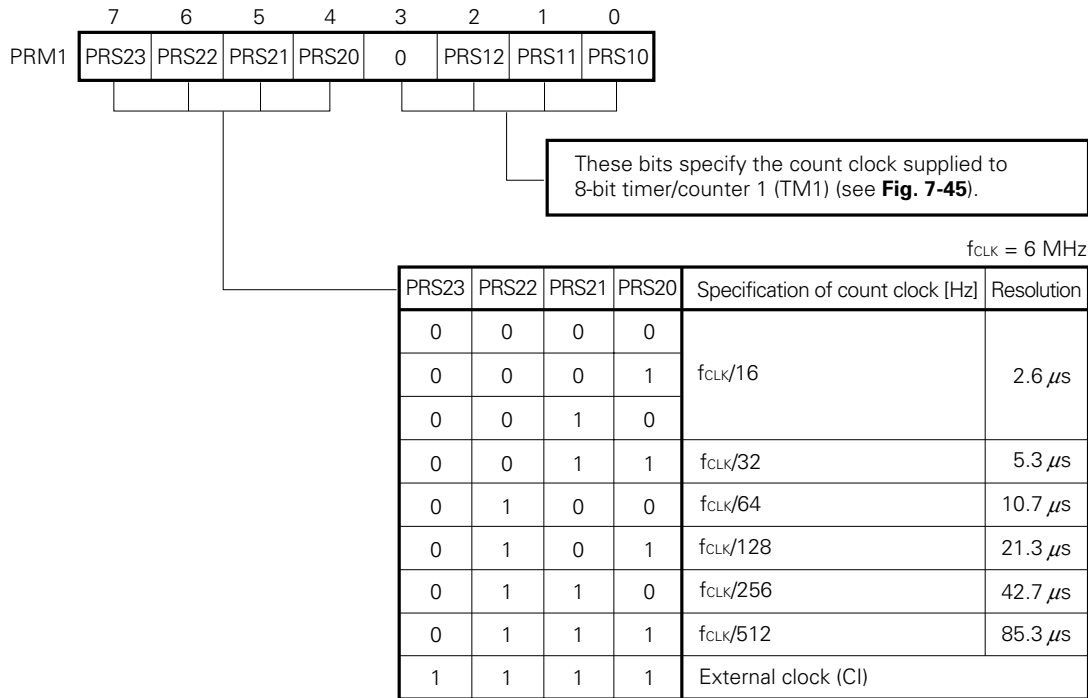 7 6 5 4 3 2 1 0
PRM1 PRS23 PRS22 PRS21 PRS20 0 PRS12 PRS11 PRS10
These bits specify the count clock supplied to
8-bit timer/counter 1 (TM1) (see Fig. 7-45).
fCLK = 6 MHz
PRS23 PRS22 PRS21 PRS20 Specification of count clock [Hz] Resolution
0 0 0 0
0 0 0 1 fCLK/16 2.6 μs
0 0 1 0
0 0 1 1 fCLK/32 5.3 μs
0 1 0 0 fCLK/64 10.7 μs
0 1 0 1 fCLK/128 21.3 μs
0 1 1 0 fCLK/256 42.7 μs
0 1 1 1 fCLK/512 85.3 μs
1 1 1 1 External clock (CI)